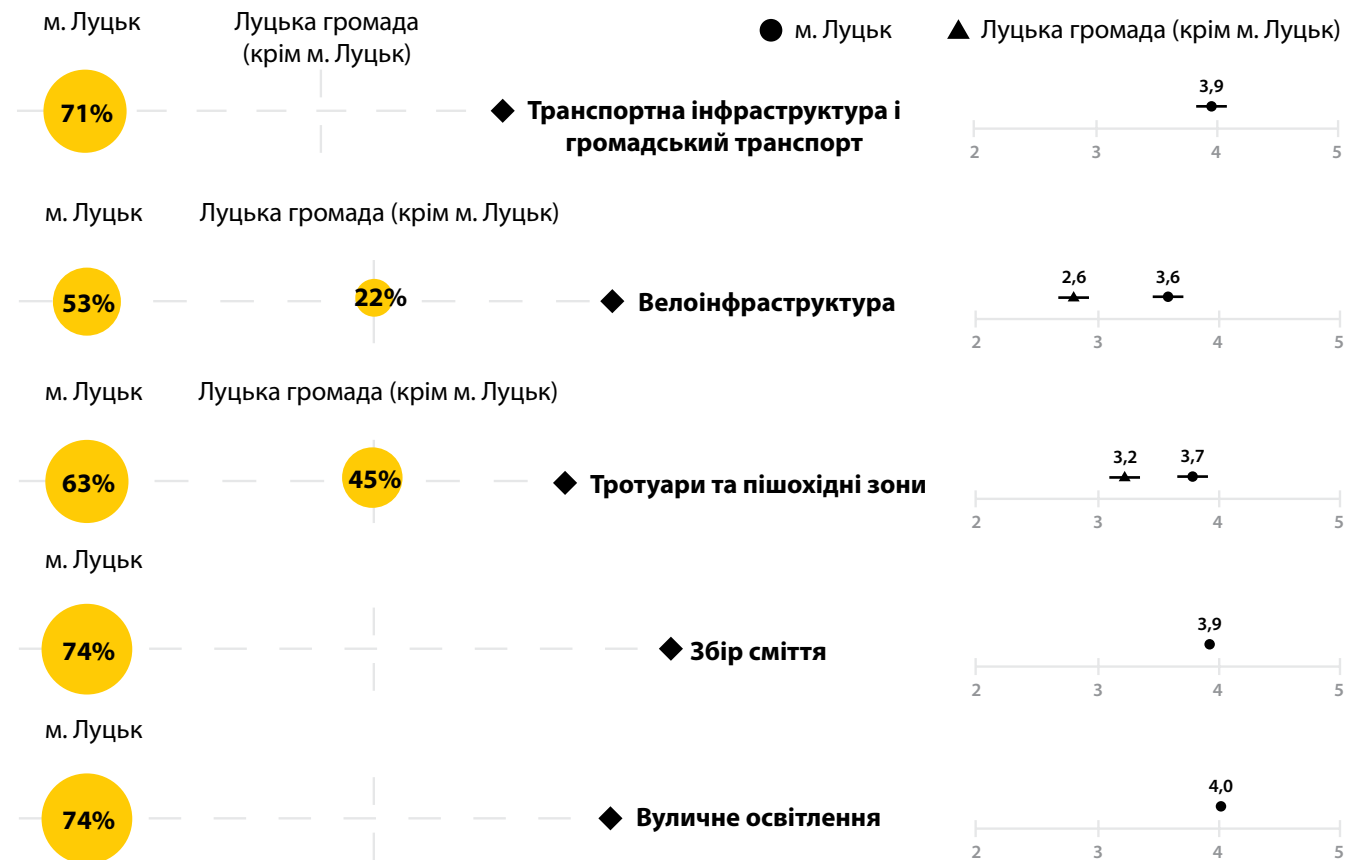 м. Луцьк
Луцька громада
(крім м. Луцьк)
м. Луцьк
Луцька громада (крім м. Луцьк)
71%
Транспортна інфраструктура і
громадський транспорт
3,9
2 3 4 5
м. Луцьк
Луцька громада (крім м. Луцьк)
53%
22%
Велоінфраструктура
2,6 3,6
2 3 4 5
м. Луцьк
Луцька громада (крім м. Луцьк)
63%
45%
Тротуари та пішохідні зони
3,2 3,7
2 3 4 5
м. Луцьк
74%
Збір сміття
3,9
2 3 4 5
м. Луцьк
74%
Вуличне освітлення
4,0
2 3 4 5